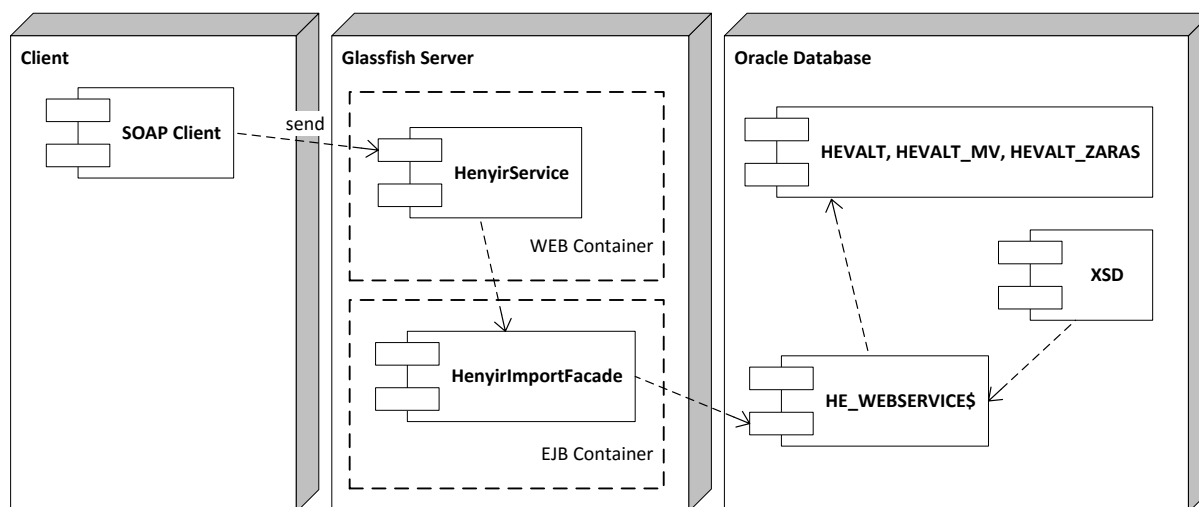 Client
SOAP Client
send
Glassfish Server
HenyirService
WEB Container
HenyirImportFacade
EJB Container
Oracle Database
HEVALT, HEVALT_MV, HEVALT_ZARAS
XSD
HE_WEBSERVICE$